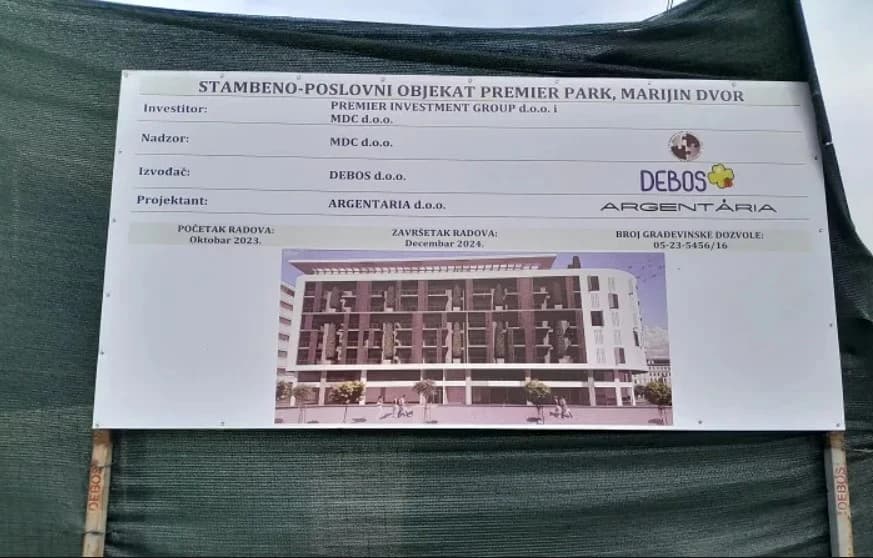 STAMBENO-POSLOVNI OBJEKAT PREMIER PARK, MARIJIN DVOR
Investitor: PREMIER INVESTMENT GROUP d.o.o. i
MDC d.o.o.
Nadzor: MDC d.o.o.
Izvođač: DEBOS d.o.o. DEBOS
Projektant: ARGENTARIA d.o.o. ARGENTARIA
POČETAK RADOVA: ZAVRŠETAK RADOVA: BROJ GRAĐEVINSKE DOZVOLE:
Oktobar 2023. Decembar 2024. 05-23-5456/16
DEBOS
DEBOS